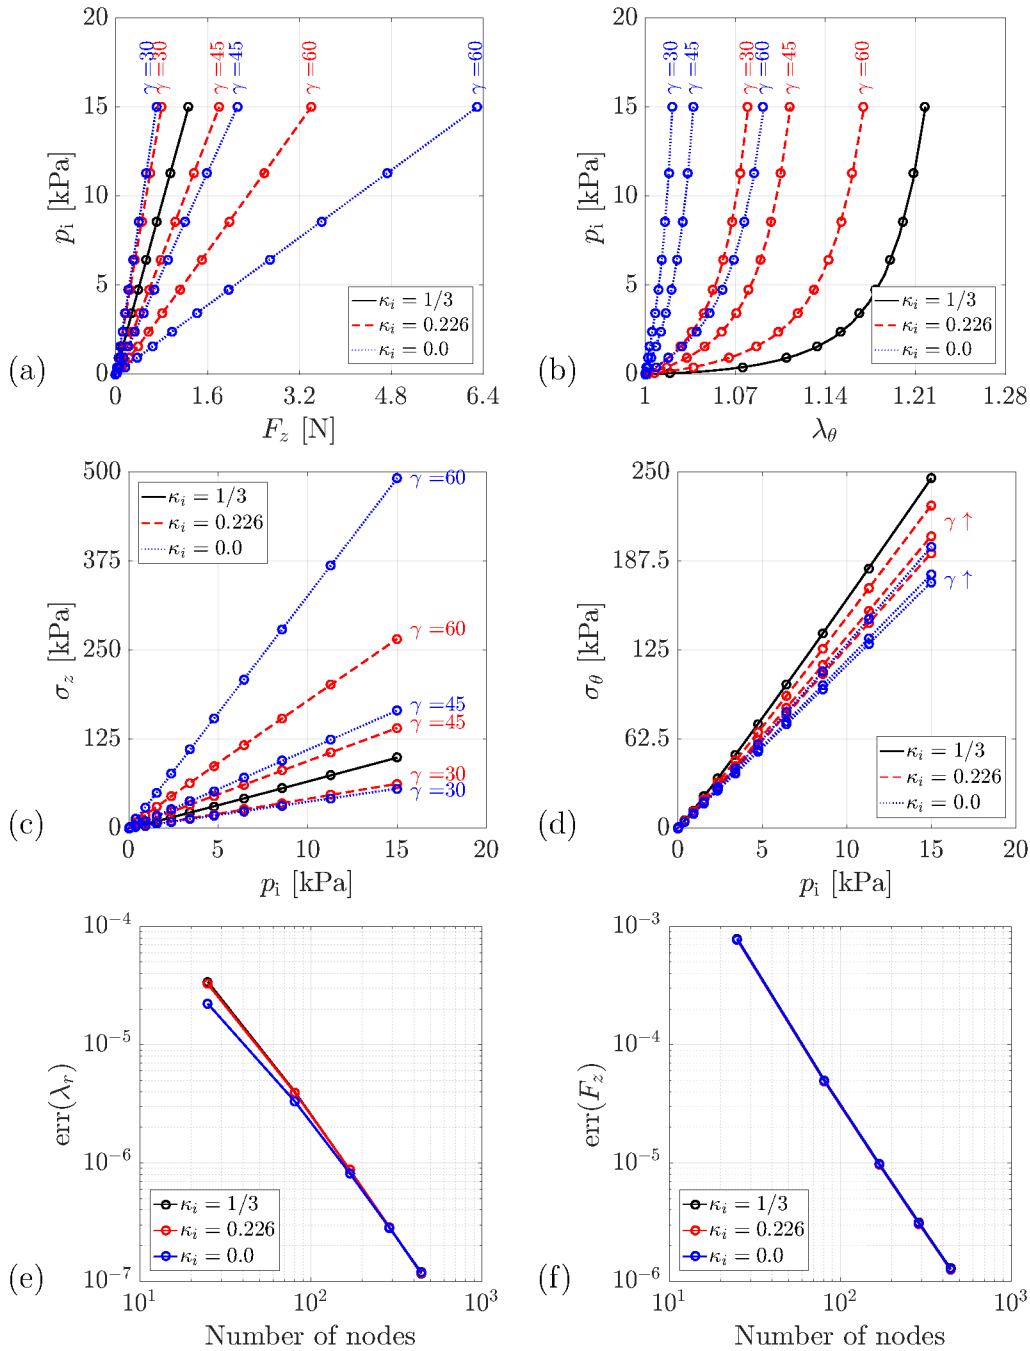 γ=30
γ=30
γ=45
γ=45
γ=60
γ=60
20
15
10
5
0
p_i [kPa]
κ_i = 1/3
κ_i = 0.226
κ_i = 0.0
(a)
0 1.6 3.2 4.8 6.4
F_z [N]
γ=30
γ=45
γ=30
γ=60
γ=45
γ=60
20
15
10
5
0
p_i [kPa]
κ_i = 1/3
κ_i = 0.226
κ_i = 0.0
(b)
1 1.07 1.14 1.21 1.28
λ_θ
500
375
250
125
0
σ_z [kPa]
κ_i = 1/3
κ_i = 0.226
κ_i = 0.0
γ=60
γ=60
γ=45
γ=45
γ=30
γ=30
(c)
0 5 10 15 20
p_i [kPa]
250
187.5
125
62.5
0
σ_θ [kPa]
γ ↑
γ ↑
κ_i = 1/3
κ_i = 0.226
κ_i = 0.0
(d)
0 5 10 15 20
p_i [kPa]
10^-4
10^-5
10^-6
10^-7
err(λ_r)
κ_i = 1/3
κ_i = 0.226
κ_i = 0.0
(e)
10^1 10^2 10^3
Number of nodes
10^-3
10^-4
10^-5
10^-6
err(F_z)
κ_i = 1/3
κ_i = 0.226
κ_i = 0.0
(f)
10^1 10^2 10^3
Number of nodes